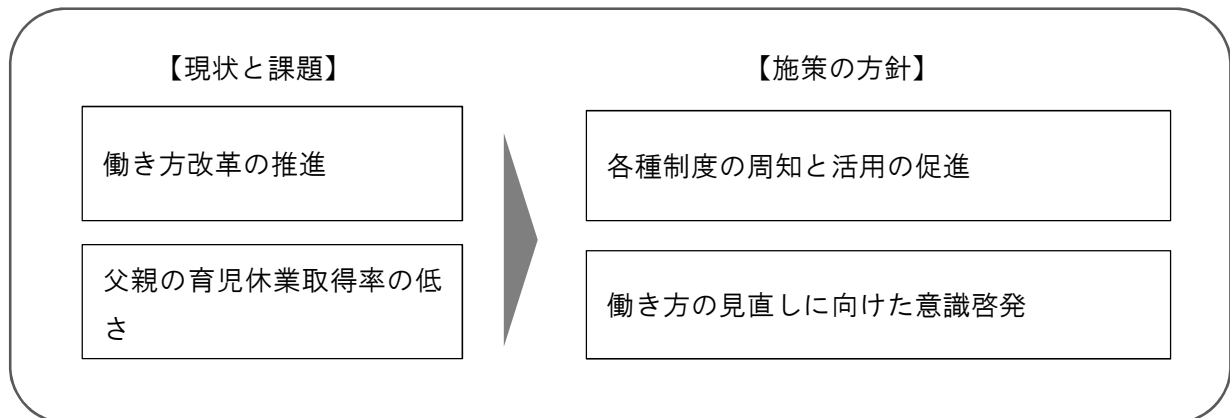 【現状と課題】
働き方改革の推進
父親の育児休業取得率の低
さ
【施策の方針】
各種制度の周知と活用の促進
働き方の見直しに向けた意識啓発